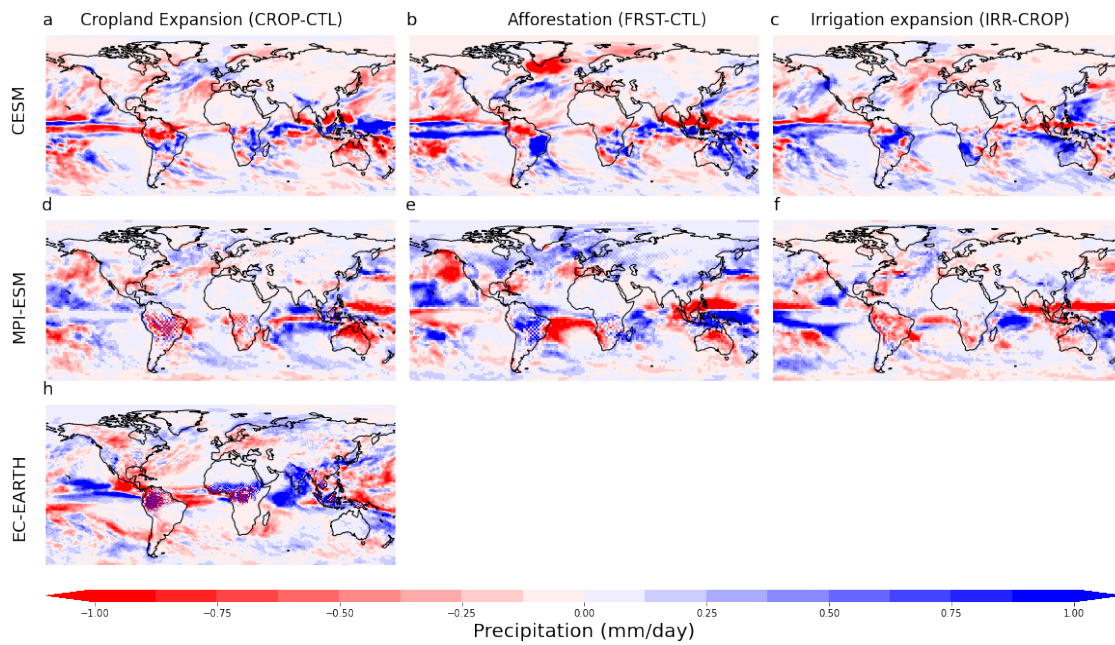 a Cropland Expansion (CROP-CTL)
b Afforestation (FRST-CTL)
c Irrigation expansion (IRR-CROP)
CESM
d
e
f
MPI-ESM
h
EC-EARTH
−1.00 −0.75 −0.50 −0.25 0.00 0.25 0.50 0.75 1.00
Precipitation (mm/day)